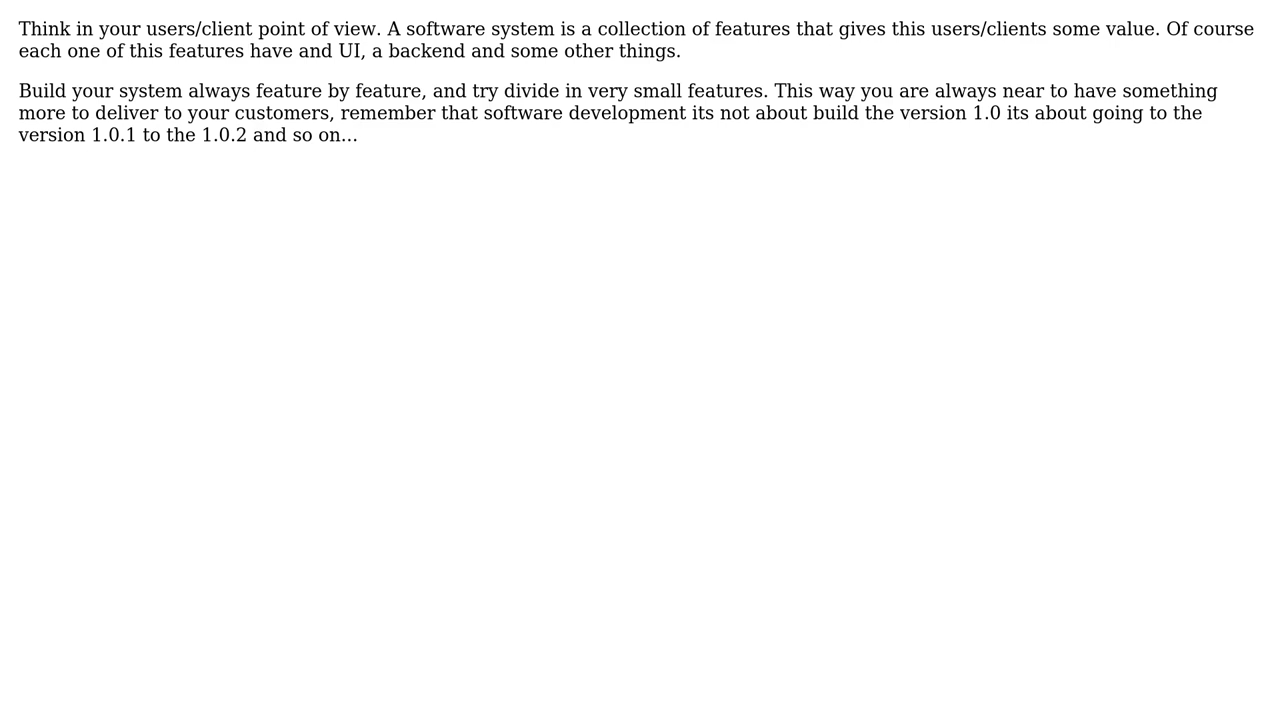 Think in your users/client point of view. A software system is a collection of features that gives this users/clients some value. Of course
each one of this features have and UI, a backend and some other things.
Build your system always feature by feature, and try divide in very small features. This way you are always near to have something
more to deliver to your customers, remember that software development its not about build the version 1.0 its about going to the
version 1.0.1 to the 1.0.2 and so on...